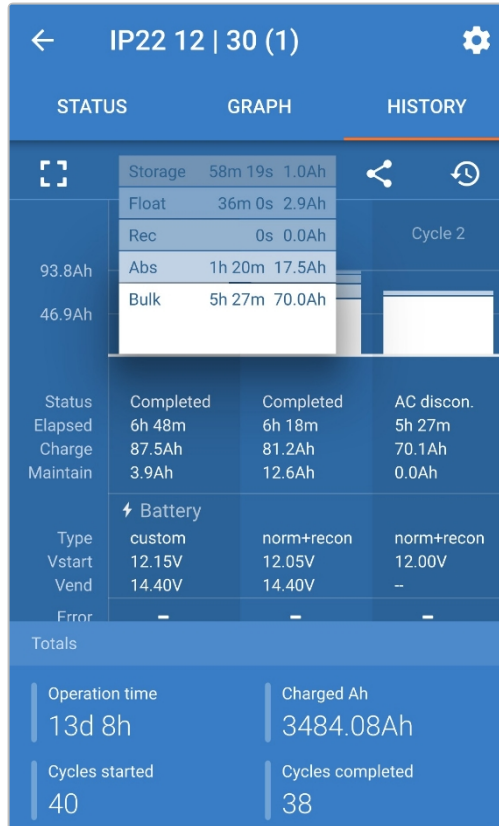 IP22 12 | 30 (1)
STATUS GRAPH HISTORY
Storage 58m 19s 1.0Ah
Float 36m 0s 2.9Ah
Rec 0s 0.0Ah
Abs 1h 20m 17.5Ah
Bulk 5h 27m 70.0Ah
Cycle 2
93.8Ah
46.9Ah
Status Completed Completed AC discon.
Elapsed 6h 48m 6h 18m 5h 27m
Charge 87.5Ah 81.2Ah 70.1Ah
Maintain 3.9Ah 12.6Ah 0.0Ah
Battery
Type custom norm+recon norm+recon
Vstart 12.15V 12.05V 12.00V
Vend 14.40V 14.40V --
Error – –  –
Totals
Operation time Charged Ah
13d 8h 3484.08Ah
Cycles started Cycles completed
40 38